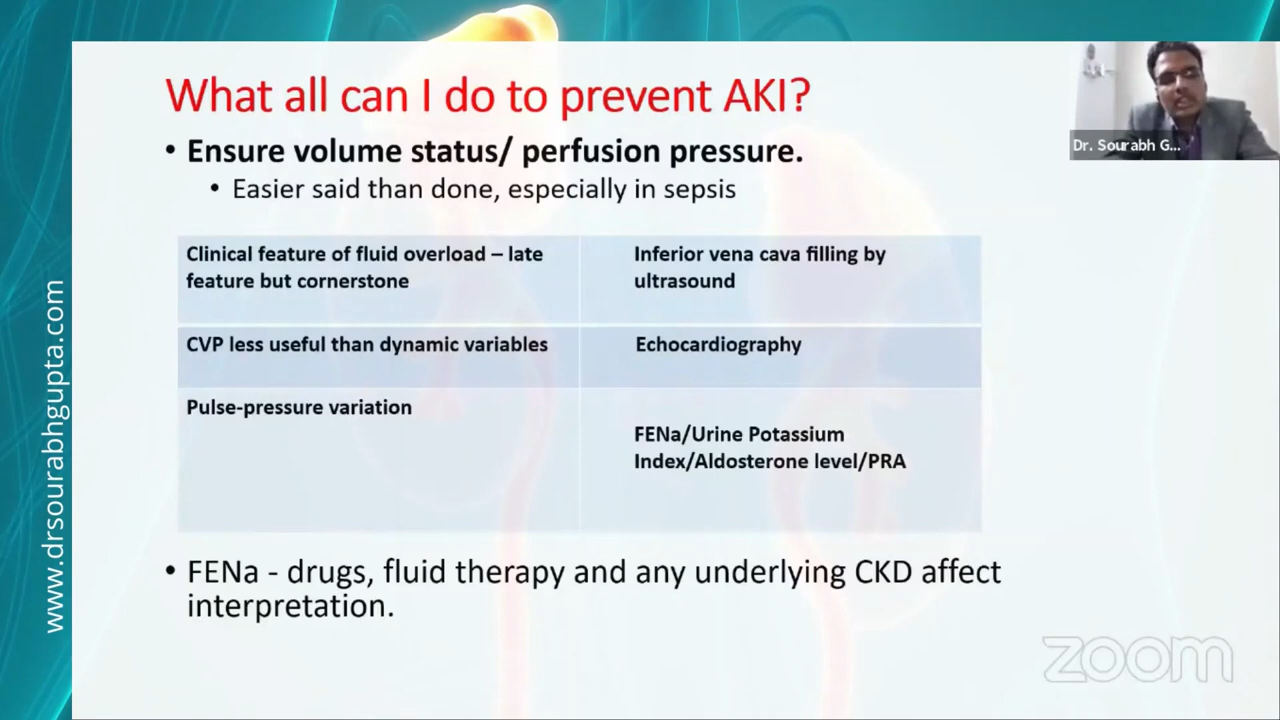 What all can I do to prevent AKI?
• Ensure volume status/ perfusion pressure.
• Easier said than done, especially in sepsis
Clinical feature of fluid overload – late
feature but cornerstone
Inferior vena cava filling by
ultrasound
CVP less useful than dynamic variables
Echocardiography
Pulse-pressure variation
FENa/Urine Potassium
Index/Aldosterone level/PRA
• FENa - drugs, fluid therapy and any underlying CKD affect
interpretation.
www.drsourabhgupta.com
Dr. Sourabh G...
zoom